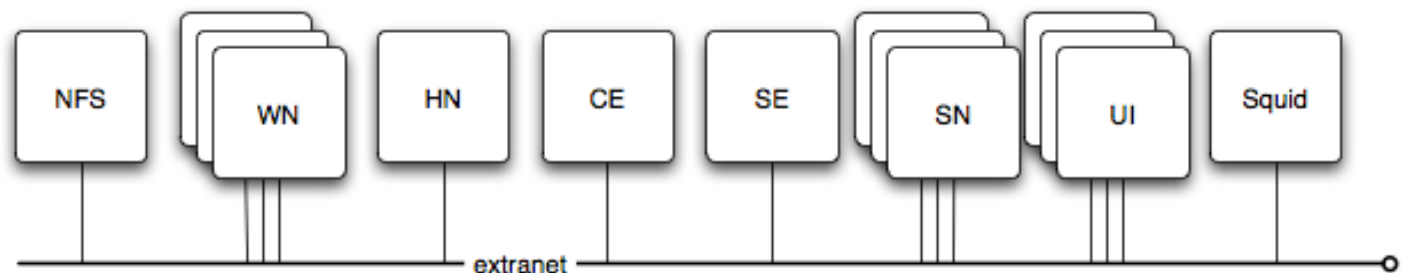 NFS
WN
HN
CE
SE
SN
UI
Squid
extranet